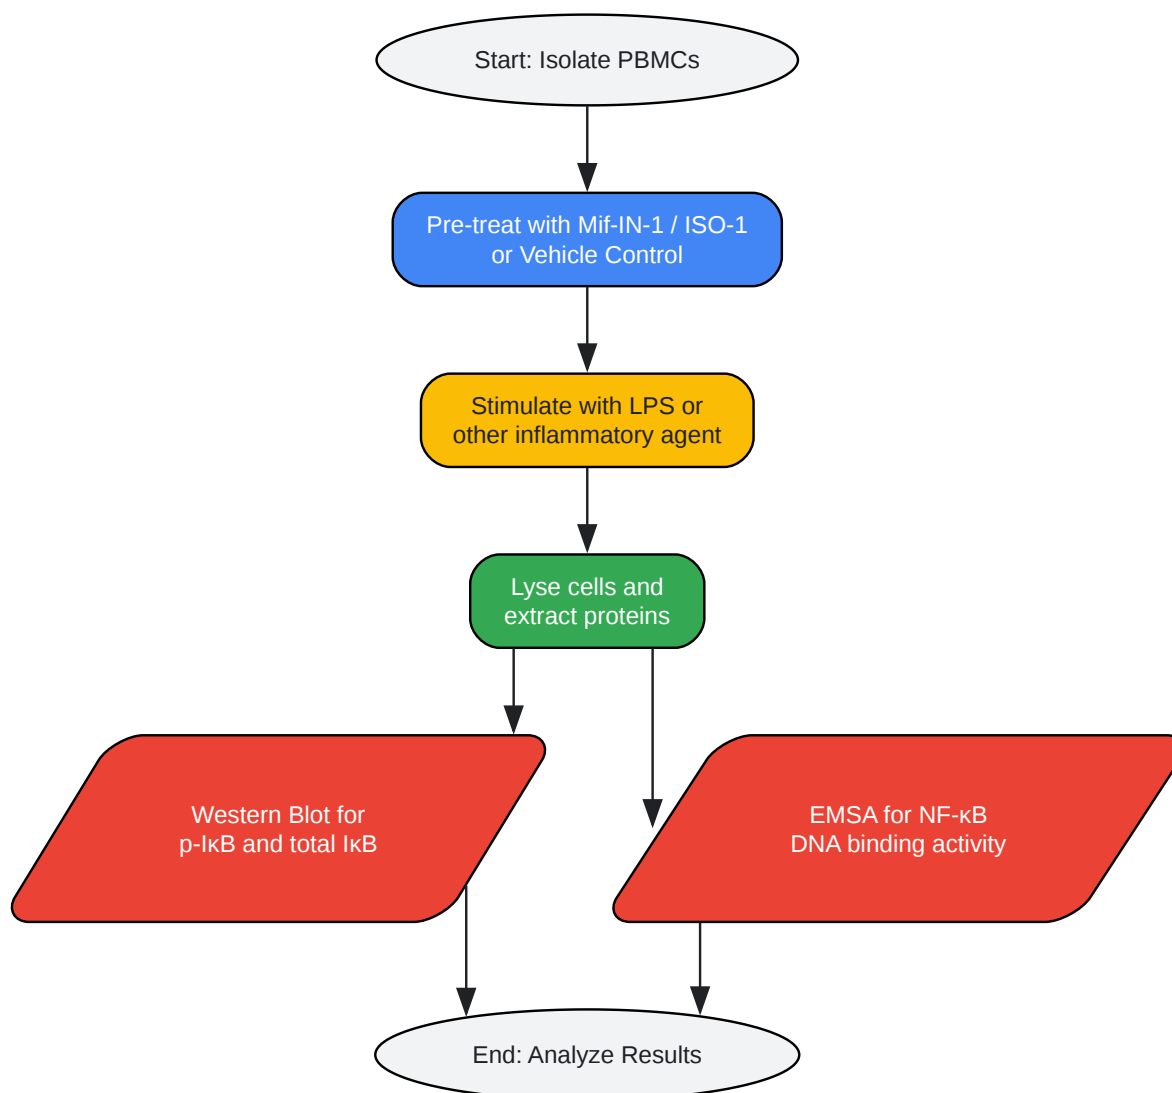 Start: Isolate PBMCs
Pre-treat with Mif-IN-1 / ISO-1
or Vehicle Control
Stimulate with LPS or
other inflammatory agent
Lyse cells and
extract proteins
Western Blot for
p-IκB and total IκB
EMSA for NF-κB
DNA binding activity
End: Analyze Results